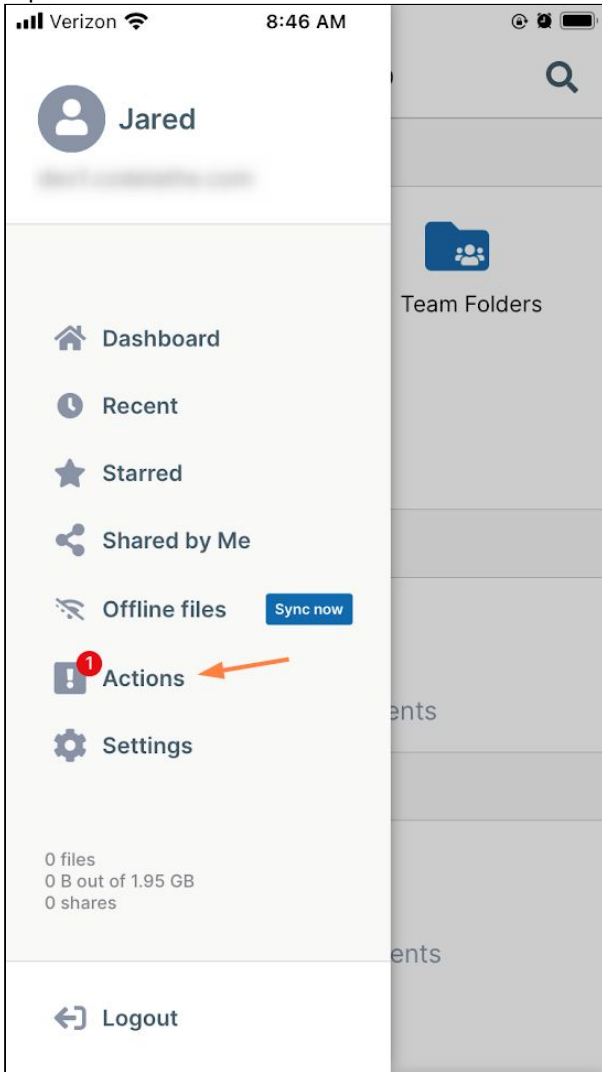 Verizon 8:46 AM
Jared
Team Folders
Dashboard
Recent
Starred
Shared by Me
Offline files Sync now
1
Actions
ents
Settings
0 files
0 B out of 1.95 GB
0 shares
ents
Logout